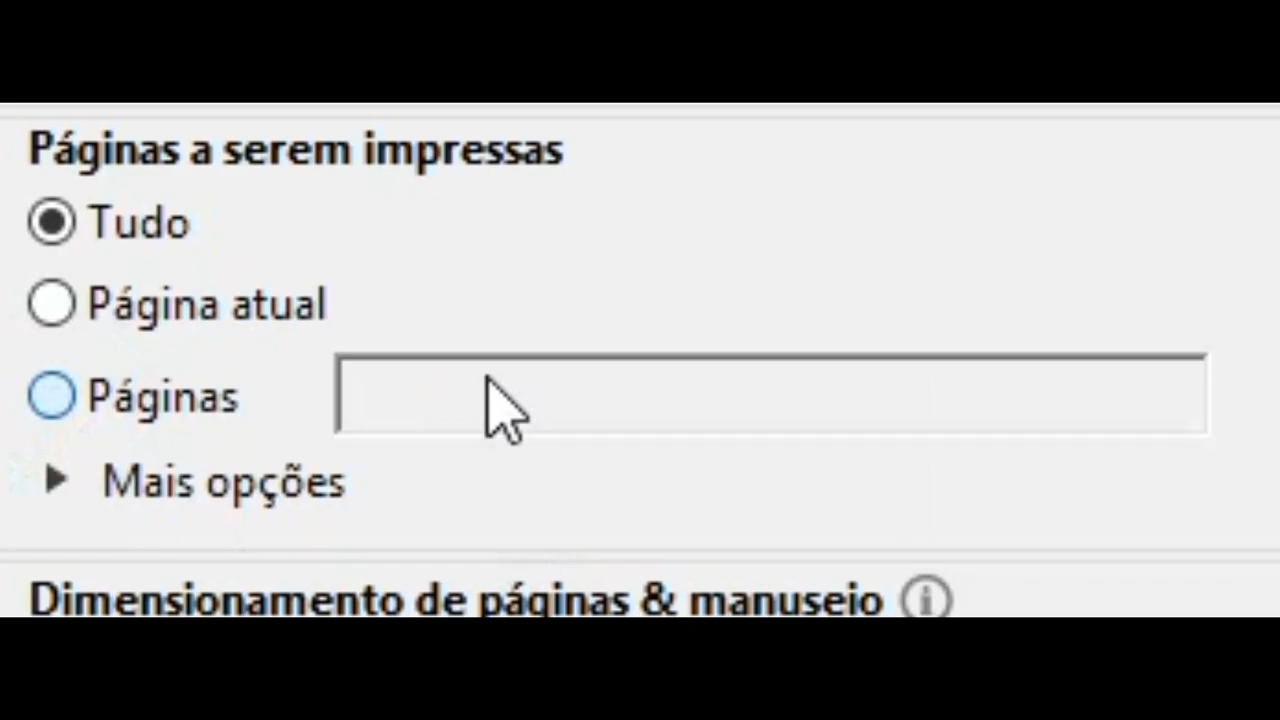 Páginas a serem impressas
Tudo
Página atual
Páginas
Mais opções
Dimensionamento de páginas & manuseio